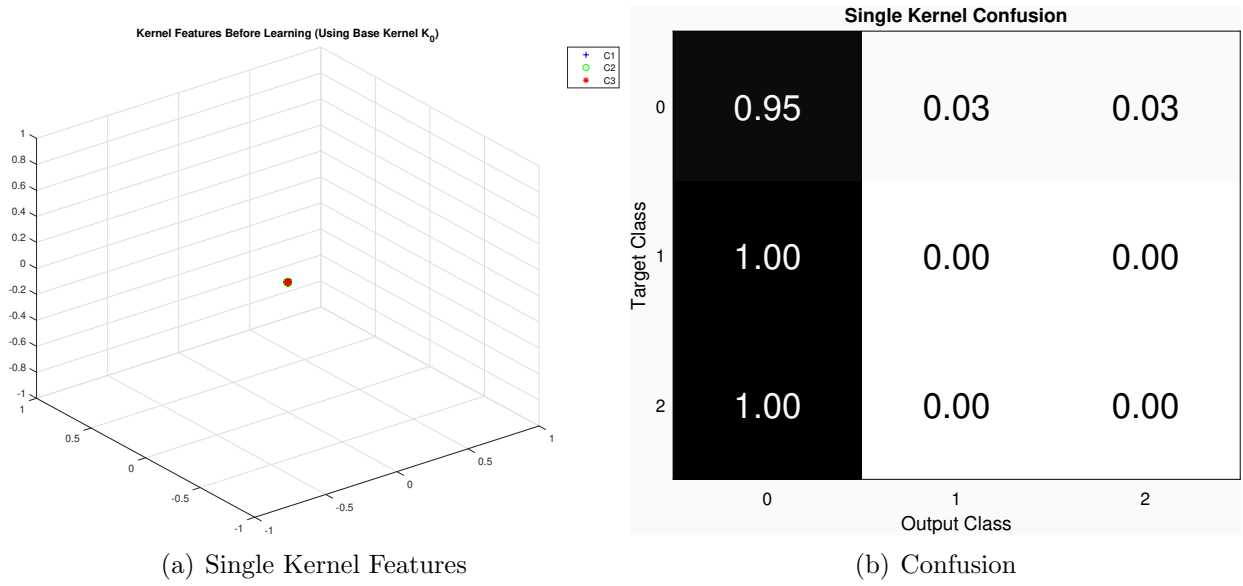 Kernel Features Before Learning (Using Base Kernel K_0)
C1
C2
C3
1
0.8
0.6
0.4
0.2
0
-0.2
-0.4
-0.6
-0.8
-1
1
0.5
0
-0.5
-1
-1
-0.5
0
0.5
1
(a) Single Kernel Features
Single Kernel Confusion
Target Class
0 0.95 0.03 0.03
1 1.00 0.00 0.00
2 1.00 0.00 0.00
0 1 2
Output Class
(b) Confusion